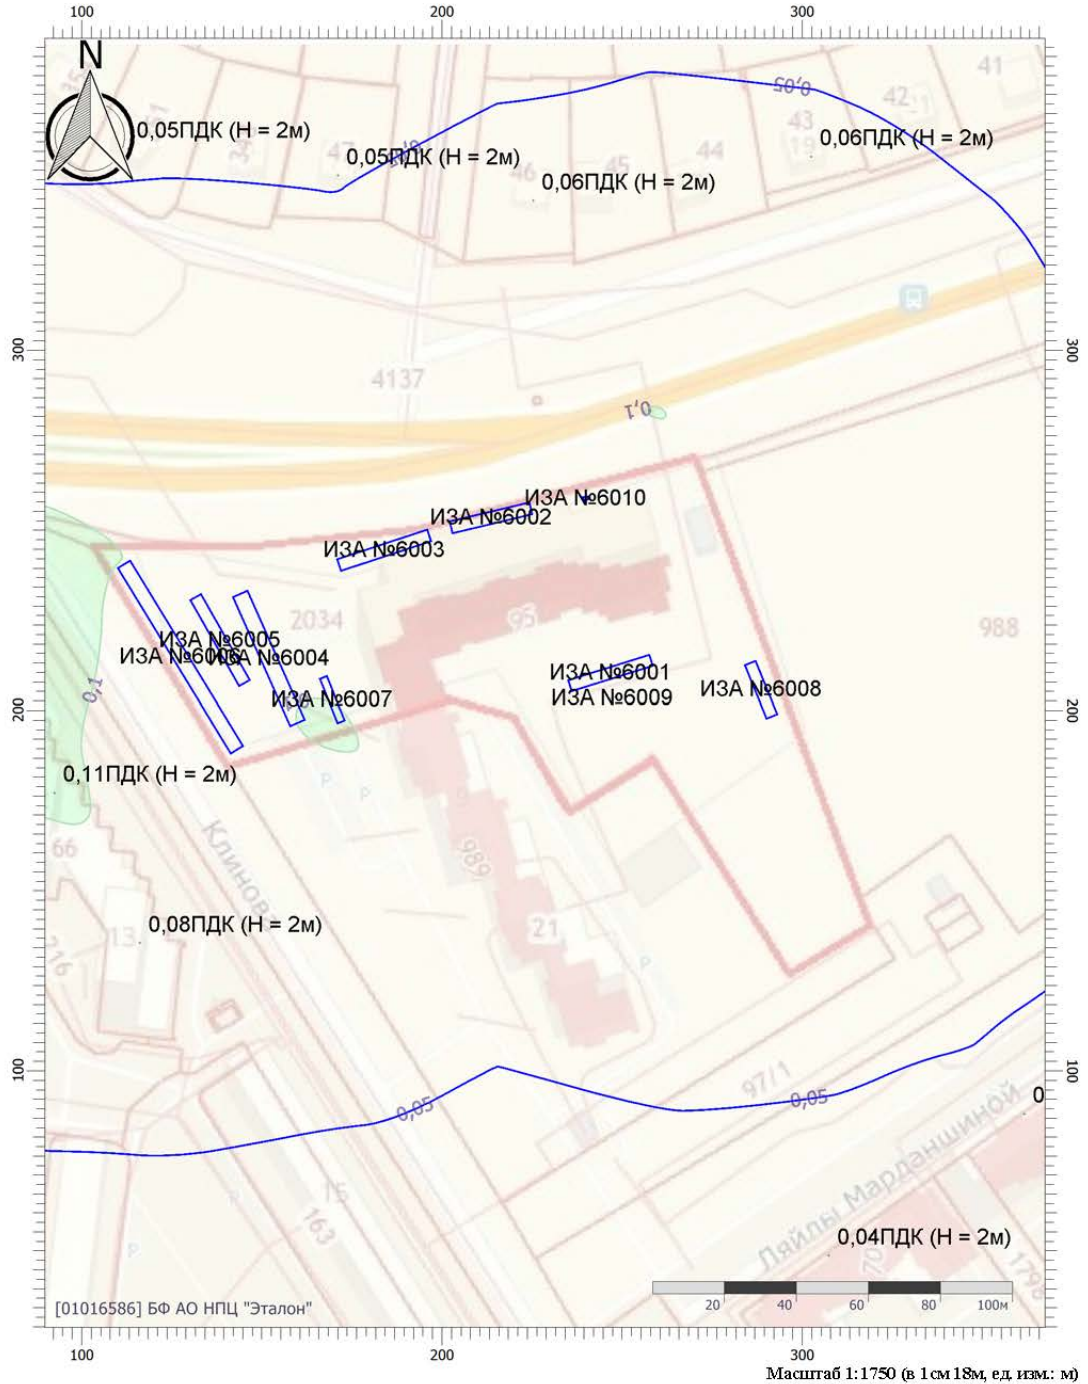 100
200
300
N
41
42
0,05ПДК (Н = 2м)
0,05
43
0,06ПДК (Н = 2м)
47
0,05ПДК (Н = 2м)
44
45
46
0,06ПДК (Н = 2м)
300
300
4137
0,1
ИЗА №6010
ИЗА №6002
ИЗА №6003
2034
95
988
ИЗА №6005
ИЗА №6006
ИЗА №6004
ИЗА №6001
ИЗА №6009
ИЗА №6008
ИЗА №6007
0,1
200
200
0,11ПДК (Н = 2м)
P
P
66
989
Клинов
0,08ПДК (Н = 2м)
13
21
216
P
100
100
97/1
0,05
0,05
0
Ляйлы Марданшиной
15
163
P
P
0,04ПДК (Н = 2м)
70
1798
20
40
60
80
100м
[01016586] БФ АО НПЦ "Эталон"
100
200
300
Масштаб 1:1750 (в 1см 18м, ед. изм.: м)